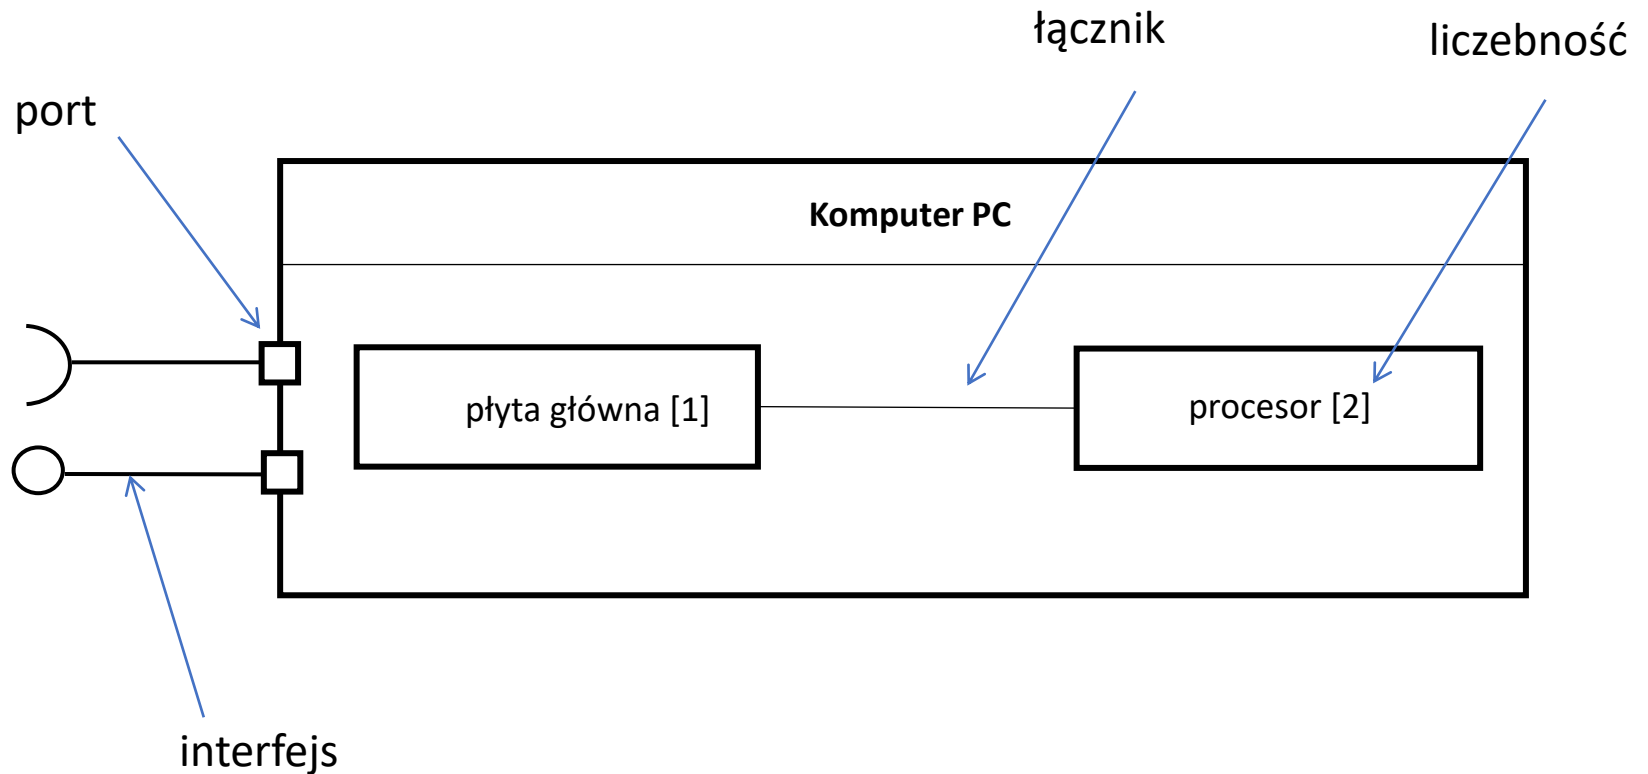 łącznik
liczebność
port
Komputer PC
płyta główna [1]
procesor [2]
interfejs